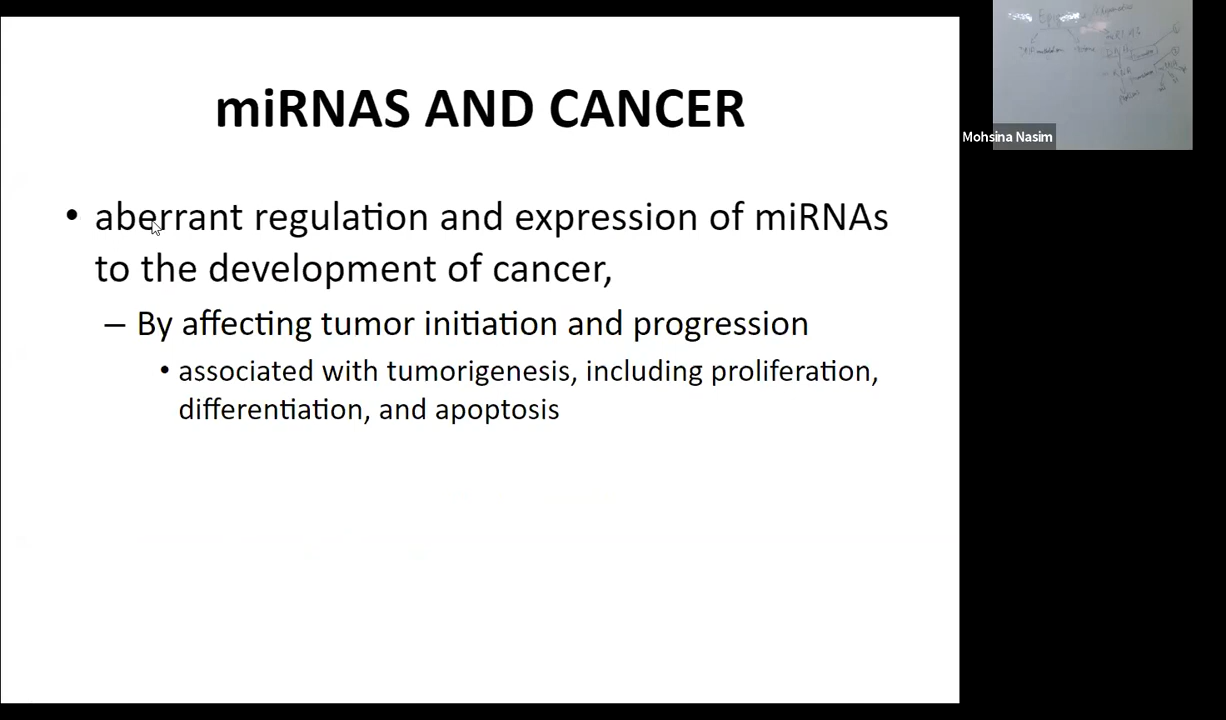 miRNAS AND CANCER
• aberrant regulation and expression of miRNAs
to the development of cancer,
– By affecting tumor initiation and progression
• associated with tumorigenesis, including proliferation,
differentiation, and apoptosis
Mohsina Nasim